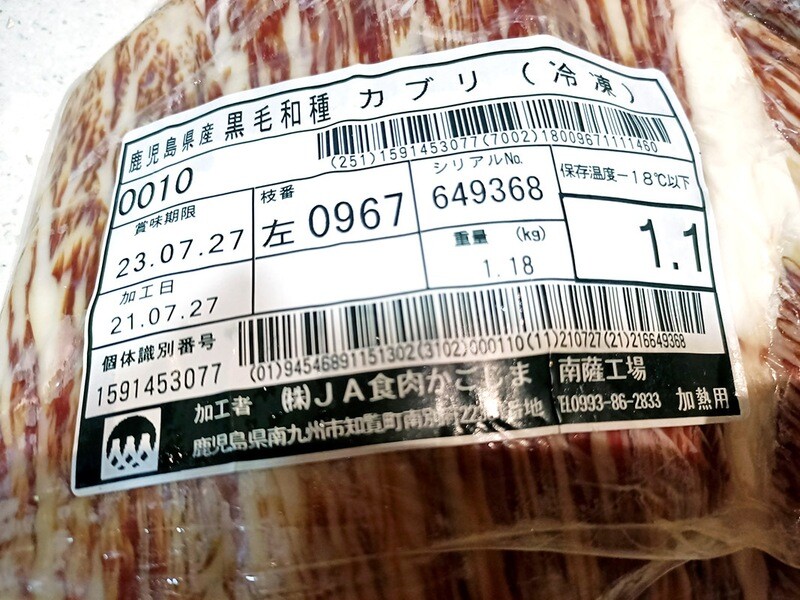 鹿児島県産 黒毛和種 カブリ (冷凍)
(251)1591453077(7002)18009671111460
0010
賞味期限
23.07.27
枝番
左 0967
シリアルNo.
649368
保存温度-18℃以下
加工日
21.07.27
重量 (kg)
1.18
1.1
個体識別番号
1591453077
(01)94546891151302(3102)000110(11)210727(21)216649368
加工者 (株)JA食肉かごしま 南薩工場
鹿児島県南九州市知覧町南別府22 番地 TEL0993-86-2833 加熱用